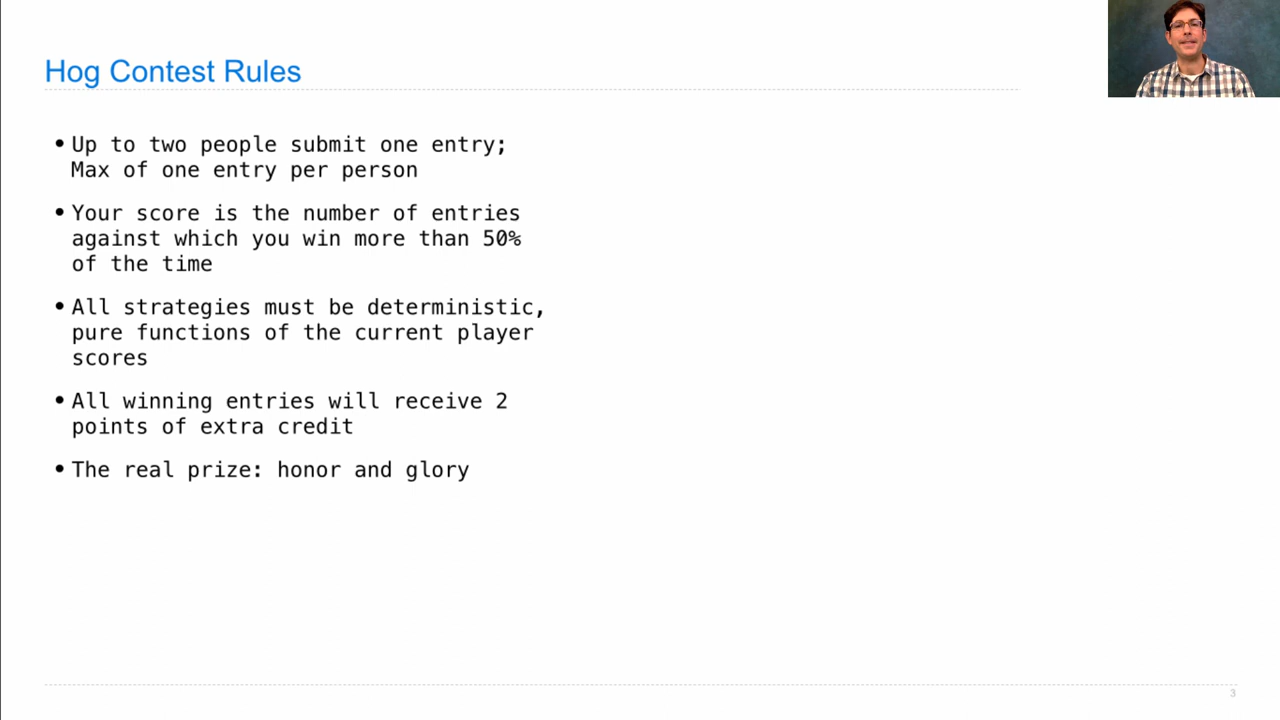 Hog Contest Rules
• Up to two people submit one entry;
Max of one entry per person
• Your score is the number of entries
against which you win more than 50%
of the time
• All strategies must be deterministic,
pure functions of the current player
scores
• All winning entries will receive 2
points of extra credit
• The real prize: honor and glory
3